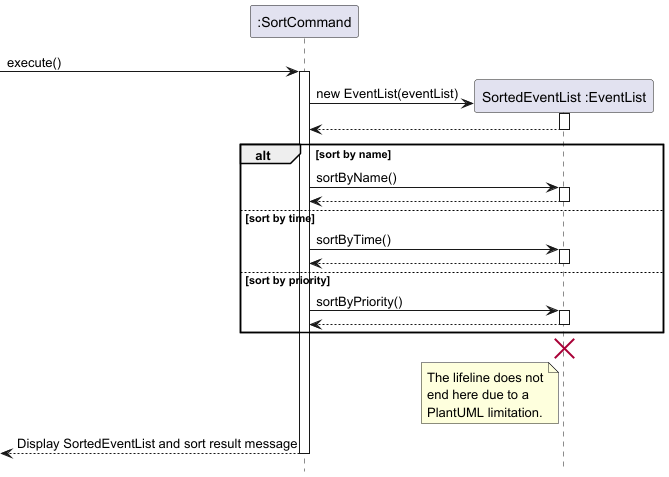 :SortCommand
execute()
new EventList(eventList)
SortedEventList :EventList
alt
[sort by name]
sortByName()
[sort by time]
sortByTime()
[sort by priority]
sortByPriority()
The lifeline does not
end here due to a
PlantUML limitation.
Display SortedEventList and sort result message